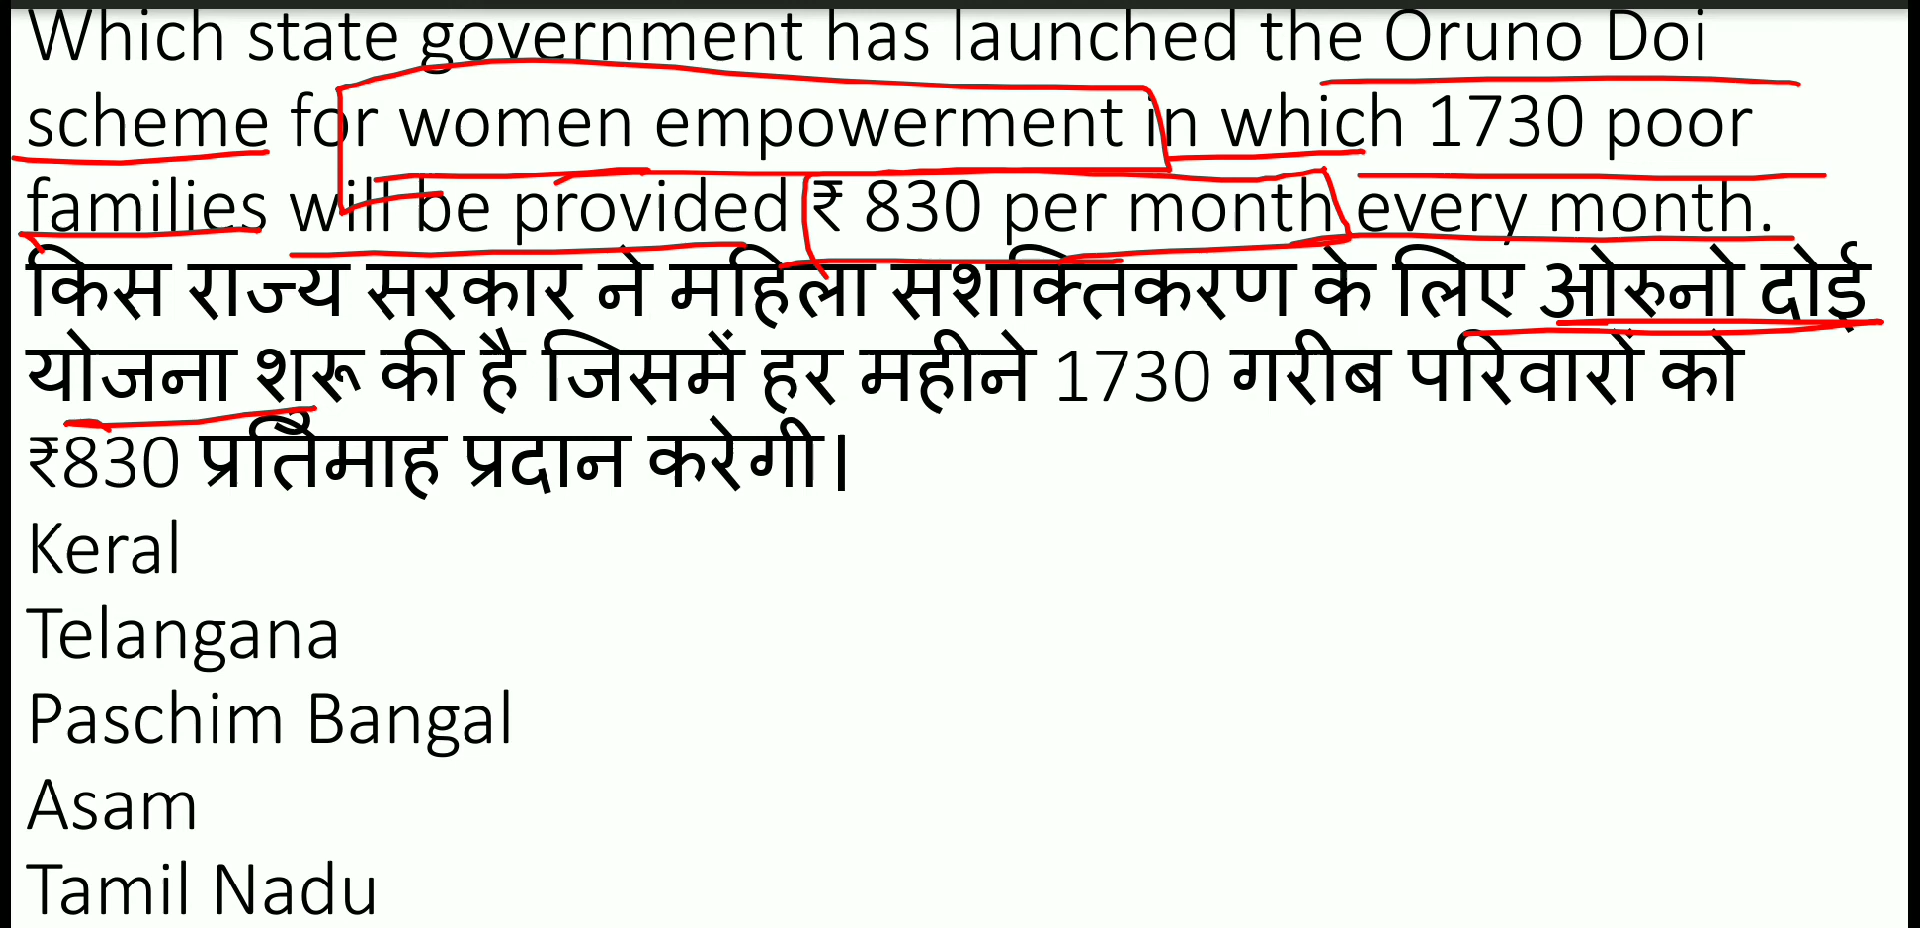 Which state government has launched the Oruno Doi
scheme for women empowerment in which 1730 poor
families will be provided ₹ 830 per month every month.
किस राज्य सरकार ने महिला सशक्तिकरण के लिए ओरुनो दोई
योजना शुरू की है जिसमें हर महीने 1730 गरीब परिवारों को
₹830 प्रतिमाह प्रदान करेगी।
Keral
Telangana
Paschim Bangal
Asam
Tamil Nadu